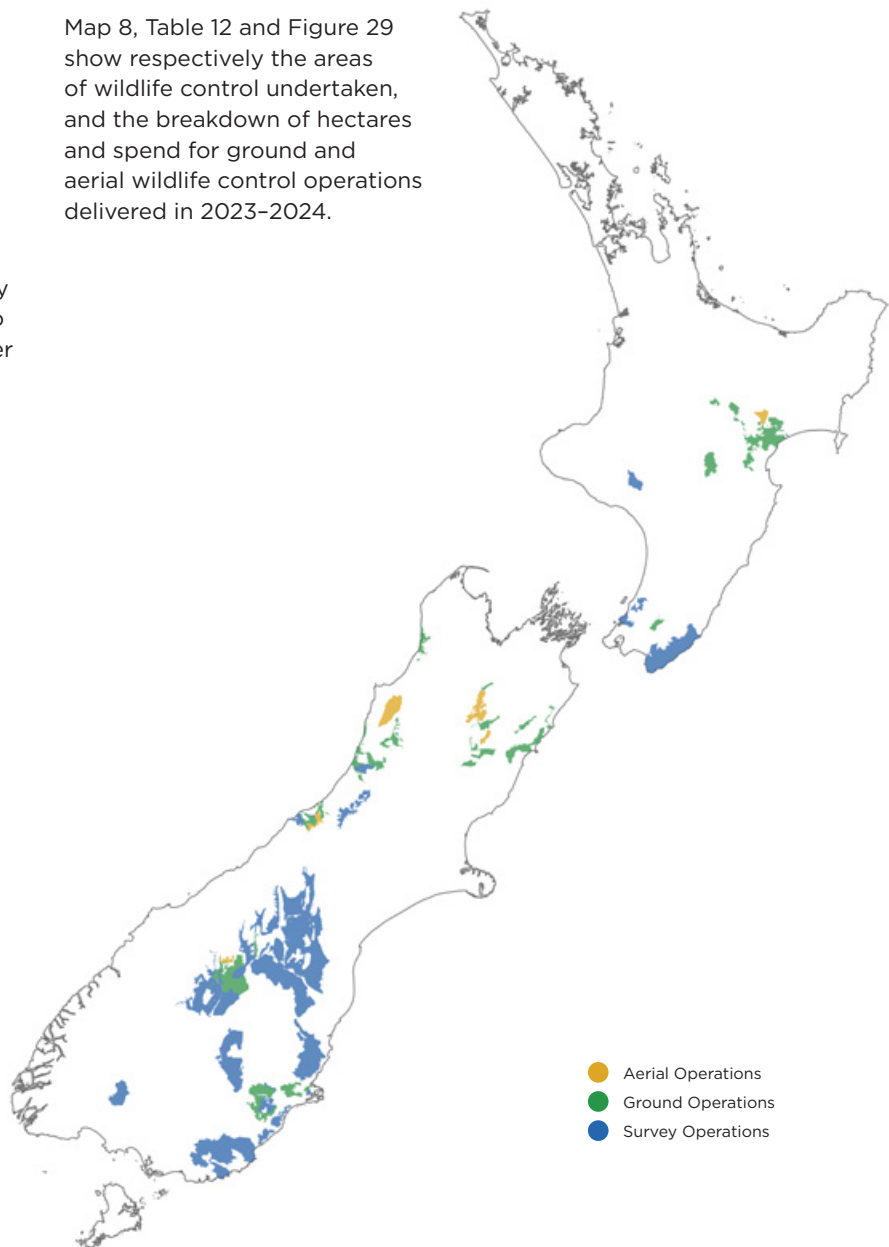 Map 8, Table 12 and Figure 29
show respectively the areas
of wildlife control undertaken,
and the breakdown of hectares
and spend for ground and
aerial wildlife control operations
delivered in 2023–2024.
Aerial Operations
Ground Operations
Survey Operations